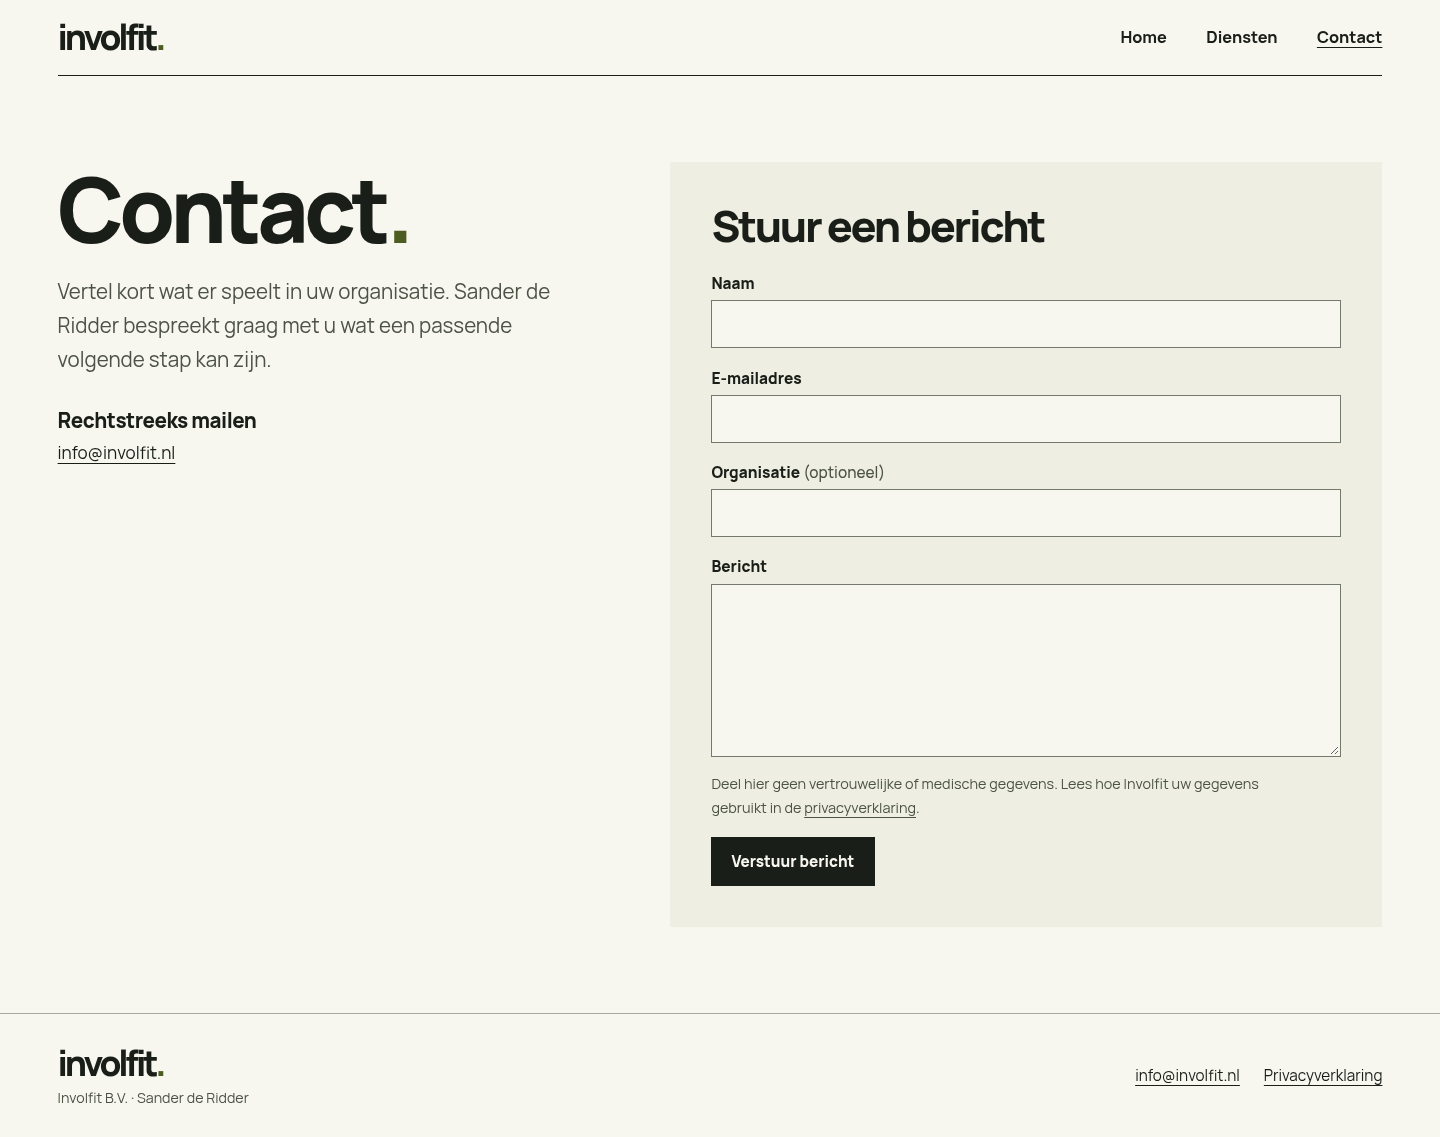 involfit.
Home
Diensten
Contact
Contact.
Vertel kort wat er speelt in uw organisatie. Sander de
Ridder bespreekt graag met u wat een passende
volgende stap kan zijn.
Rechtstreeks mailen
info@involfit.nl
Stuur een bericht
Naam
E-mailadres
Organisatie (optioneel)
Bericht
Deel hier geen vertrouwelijke of medische gegevens. Lees hoe Involfit uw gegevens
gebruikt in de privacyverklaring.
Verstuur bericht
involfit.
Involfit B.V. · Sander de Ridder
info@involfit.nl
Privacyverklaring